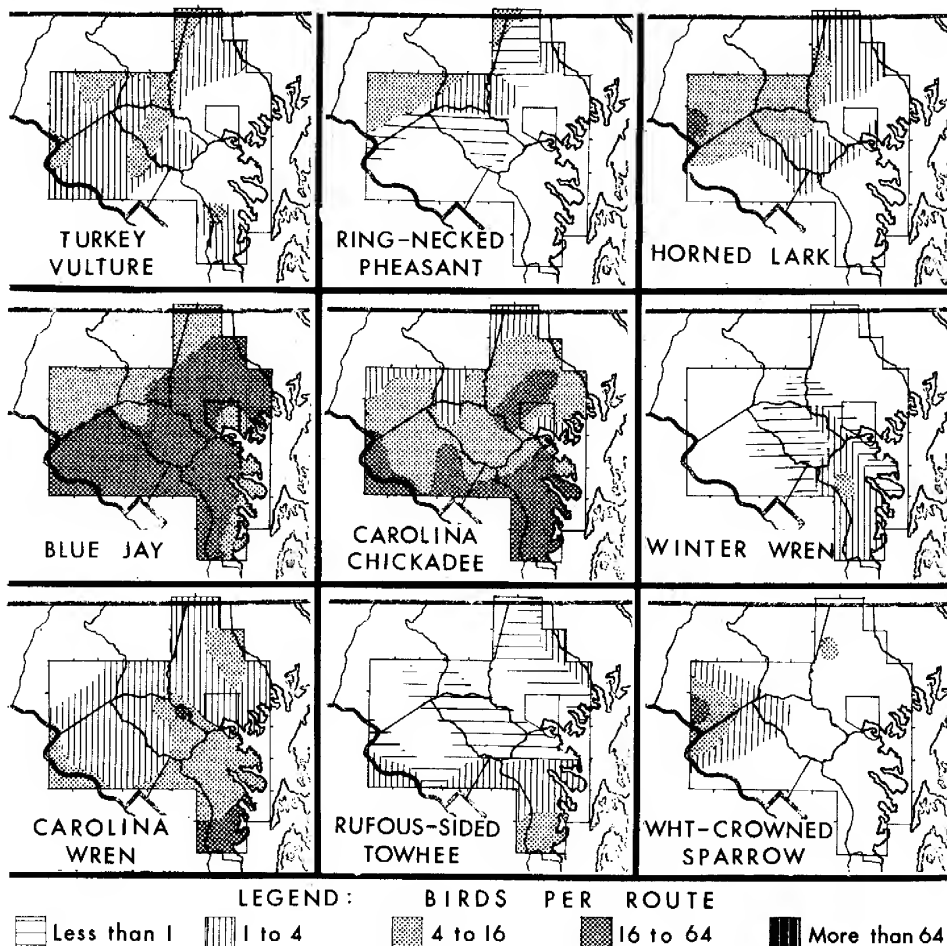 TURKEY
VULTURE
RING-NECKED
PHEASANT
HORNED LARK
BLUE JAY
CAROLINA
CHICKADEE
WINTER WREN
CAROLINA
WREN
RUFOUS-SIDED
TOWHEE
WHT-CROWNED
SPARROW
LEGEND: BIRDS PER ROUTE
Less than 1 1 to 4 4 to 16 16 to 64 More than 64